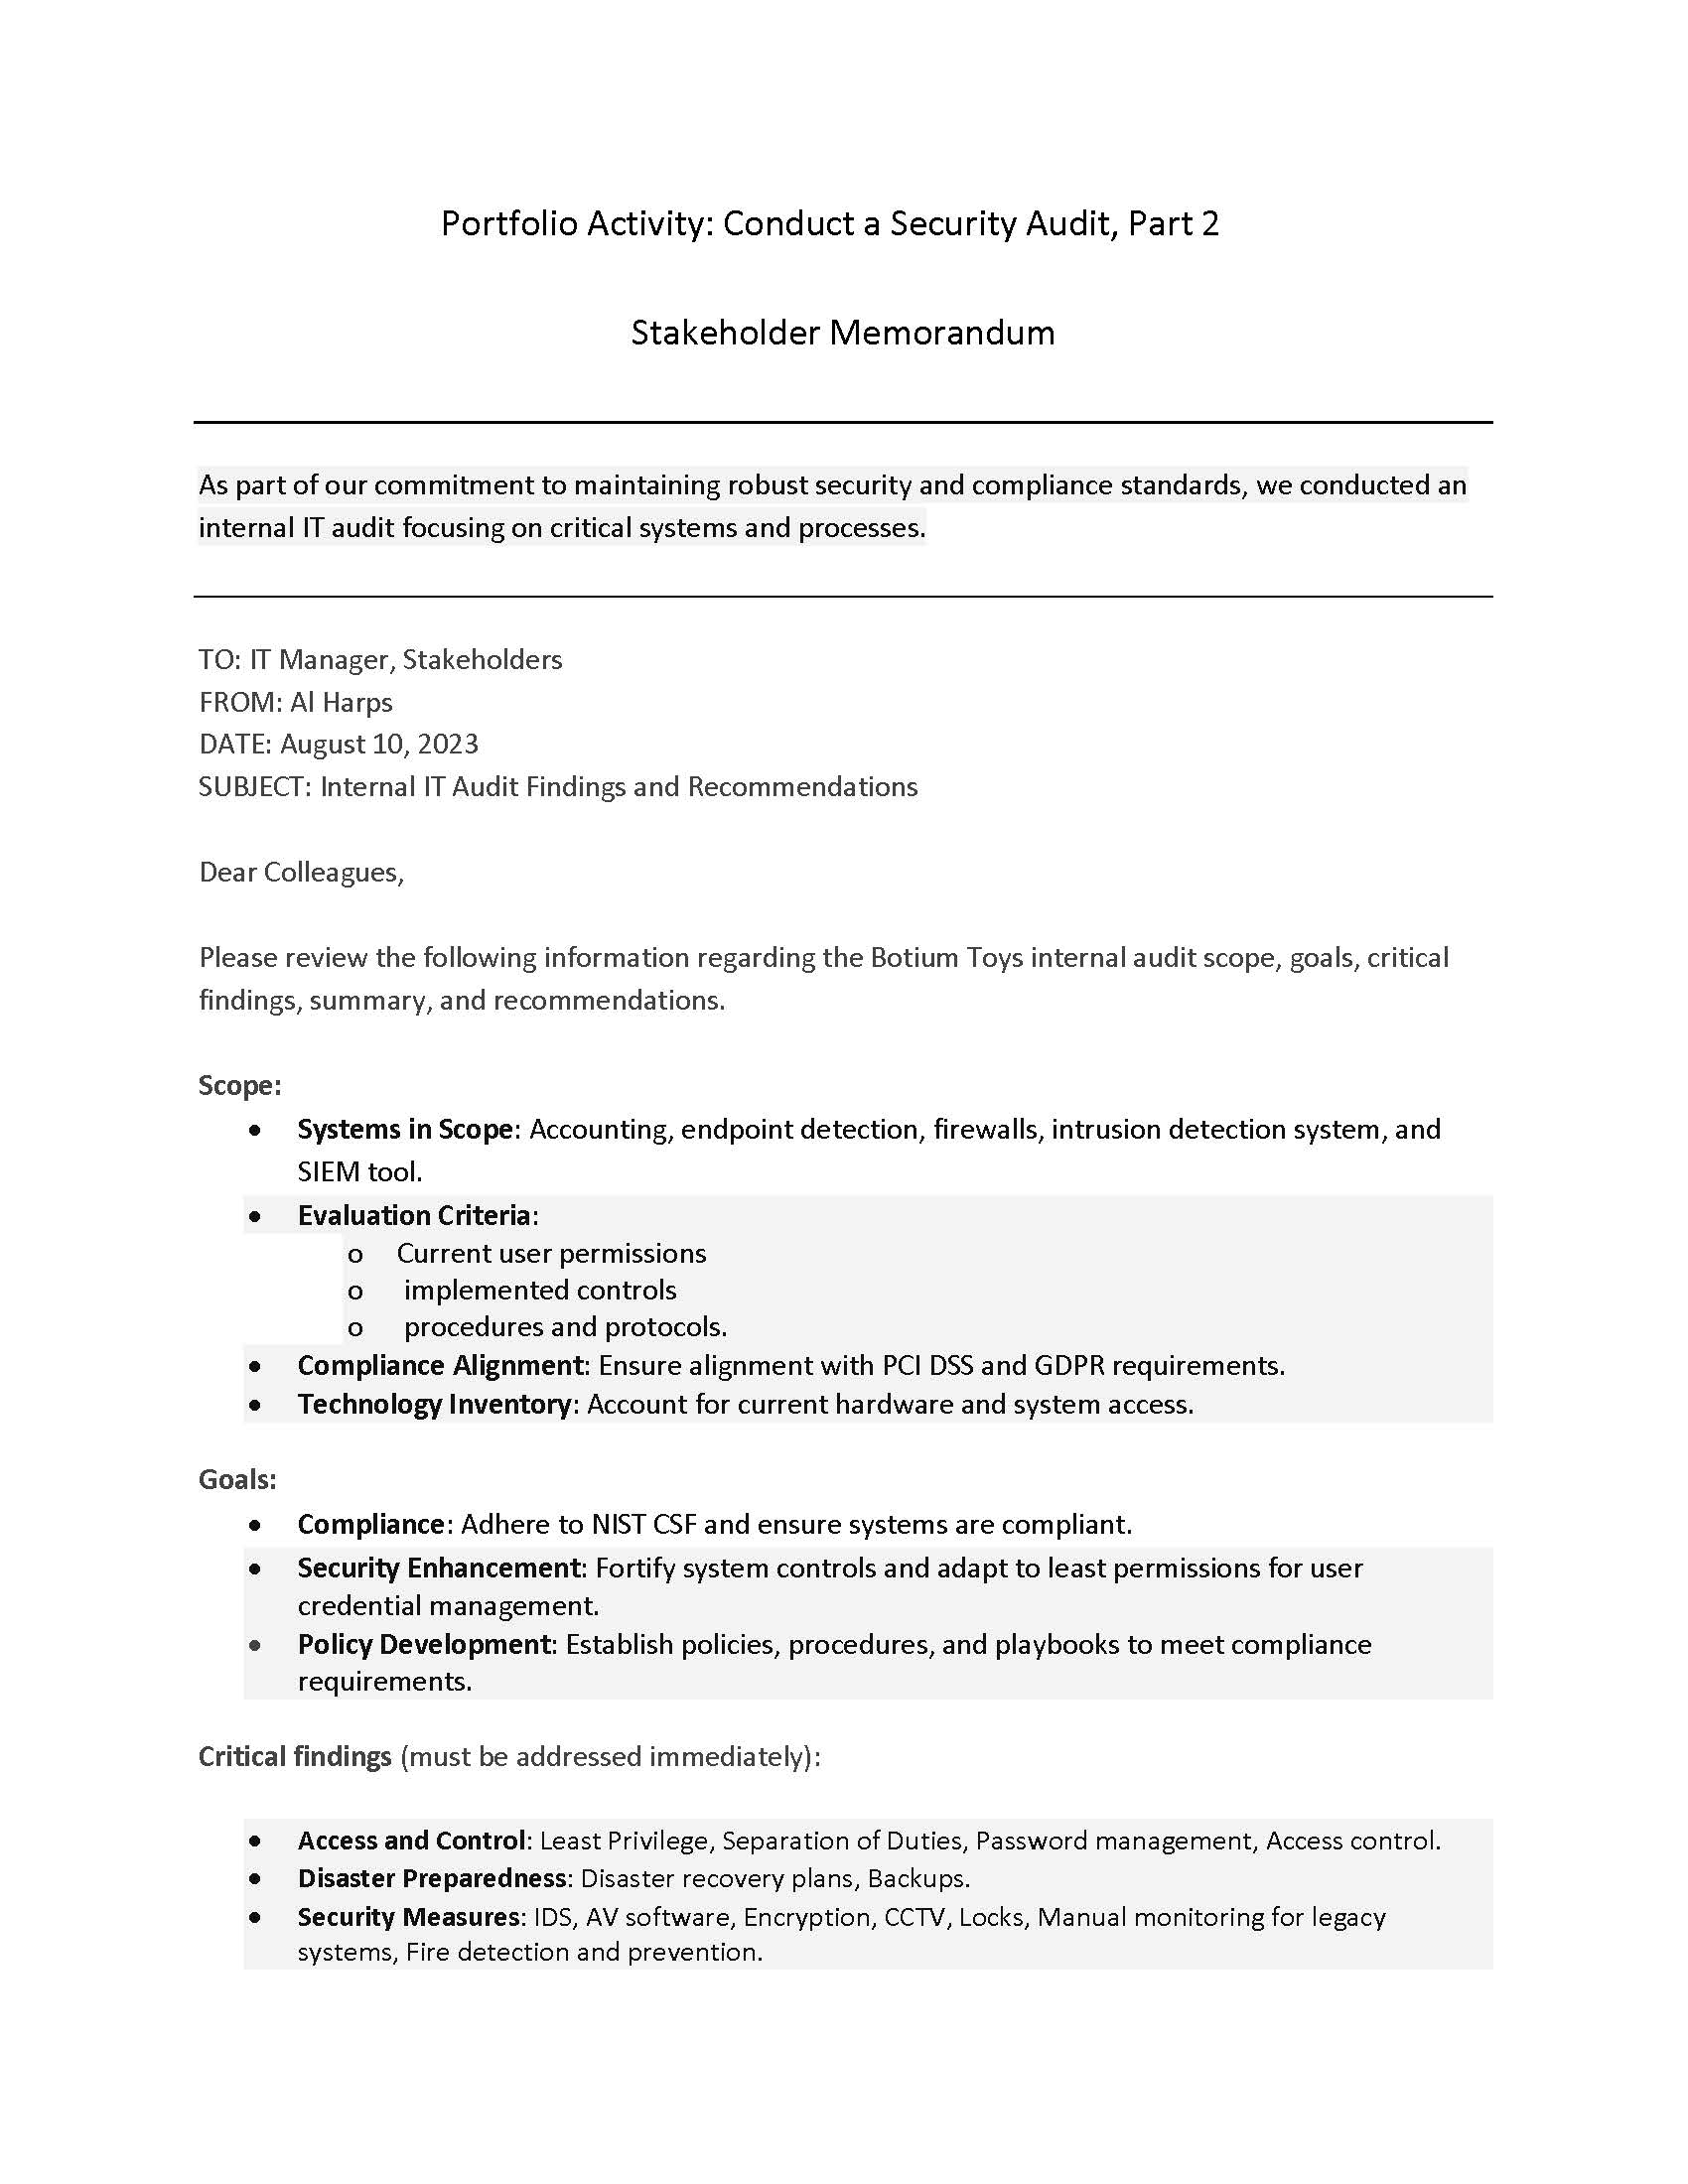 Portfolio Activity: Conduct a Security Audit, Part 2
Stakeholder Memorandum
As part of our commitment to maintaining robust security and compliance standards, we conducted an
internal IT audit focusing on critical systems and processes.
TO: IT Manager, Stakeholders
FROM: Al Harps
DATE: August 10, 2023
SUBJECT: Internal IT Audit Findings and Recommendations
Dear Colleagues,
Please review the following information regarding the Botium Toys internal audit scope, goals, critical
findings, summary, and recommendations.
Scope:
• Systems in Scope: Accounting, endpoint detection, firewalls, intrusion detection system, and
SIEM tool.
• Evaluation Criteria:
o Current user permissions
o implemented controls
o procedures and protocols.
• Compliance Alignment: Ensure alignment with PCI DSS and GDPR requirements.
• Technology Inventory: Account for current hardware and system access.
Goals:
• Compliance: Adhere to NIST CSF and ensure systems are compliant.
• Security Enhancement: Fortify system controls and adapt to least permissions for user
credential management.
• Policy Development: Establish policies, procedures, and playbooks to meet compliance
requirements.
Critical findings (must be addressed immediately):
• Access and Control: Least Privilege, Separation of Duties, Password management, Access control.
• Disaster Preparedness: Disaster recovery plans, Backups.
• Security Measures: IDS, AV software, Encryption, CCTV, Locks, Manual monitoring for legacy
systems, Fire detection and prevention.